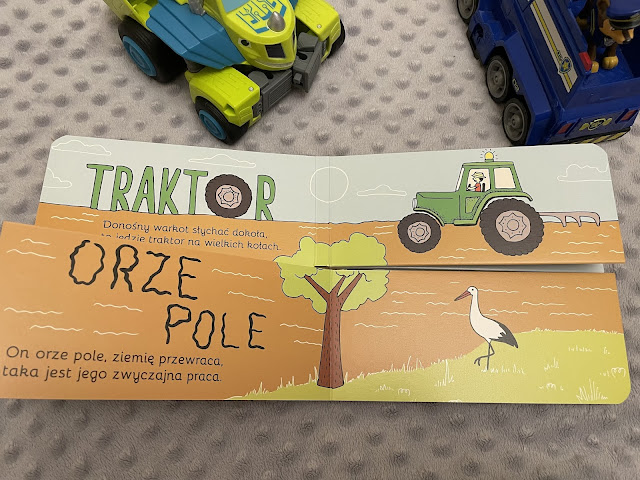 TRAKTOR
Donośny warkot słychać dokoła,
to jedzie traktor na wielkich kołach.
ORZE
POLE
On orze pole, ziemię przewraca,
taka jest jego zwyczajna praca.